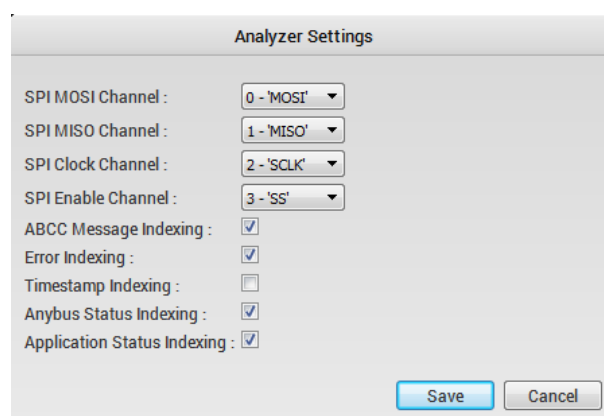 Analyzer Settings
SPI MOSI Channel : 0 - 'MOSI'
SPI MISO Channel : 1 - 'MISO'
SPI Clock Channel : 2 - 'SCLK'
SPI Enable Channel : 3 - 'SS'
ABCC Message Indexing :
Error Indexing :
Timestamp Indexing :
Anybus Status Indexing :
Application Status Indexing :
Save Cancel